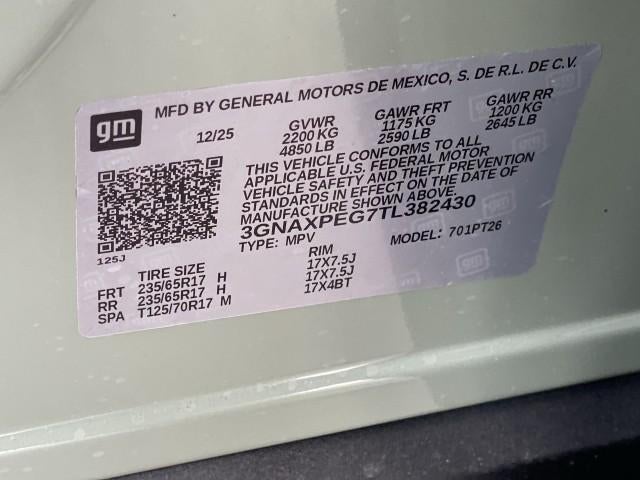 gm
MFD BY GENERAL MOTORS DE MEXICO, S. DE R.L. DE C.V.
12/25 GVWR GAWR FRT GAWR RR
2200 KG 1175 KG 1200 KG
4850 LB 2590 LB 2645 LB
THIS VEHICLE CONFORMS TO ALL
APPLICABLE U.S. FEDERAL MOTOR
VEHICLE SAFETY AND THEFT PREVENTION
STANDARDS IN EFFECT ON THE DATE OF
MANUFACTURE SHOWN ABOVE.
3GNAXPEG7TL382430
TYPE: MPV MODEL: 701PT26
125J
TIRE SIZE RIM
FRT 235/65R17 H 17X7.5J
RR 235/65R17 H 17X7.5J
SPA T125/70R17 M 17X4BT